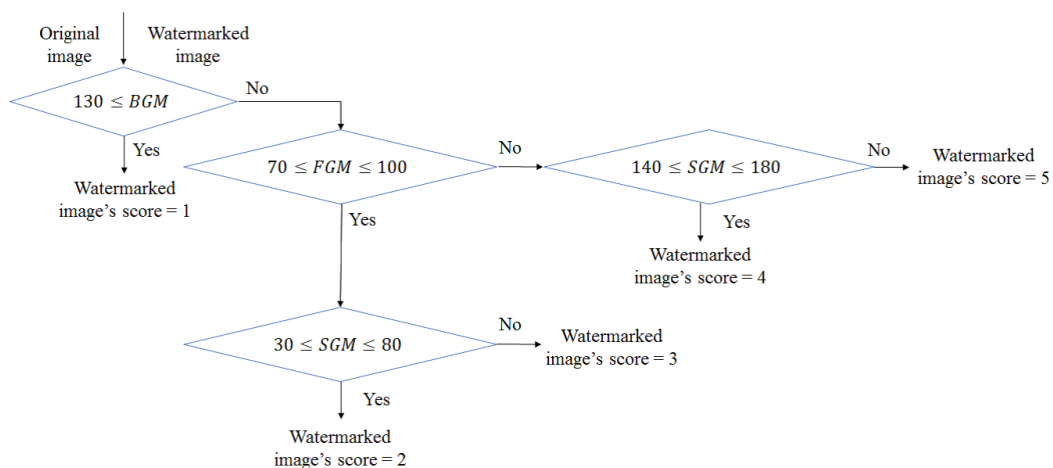 Original
image
Watermarked
image
130 ≤ BGM
No
Yes
Watermarked
image's score = 1
70 ≤ FGM ≤ 100
No
Yes
140 ≤ SGM ≤ 180
No
Watermarked
image's score = 5
Yes
Watermarked
image's score = 4
30 ≤ SGM ≤ 80
No
Watermarked
image's score = 3
Yes
Watermarked
image's score = 2